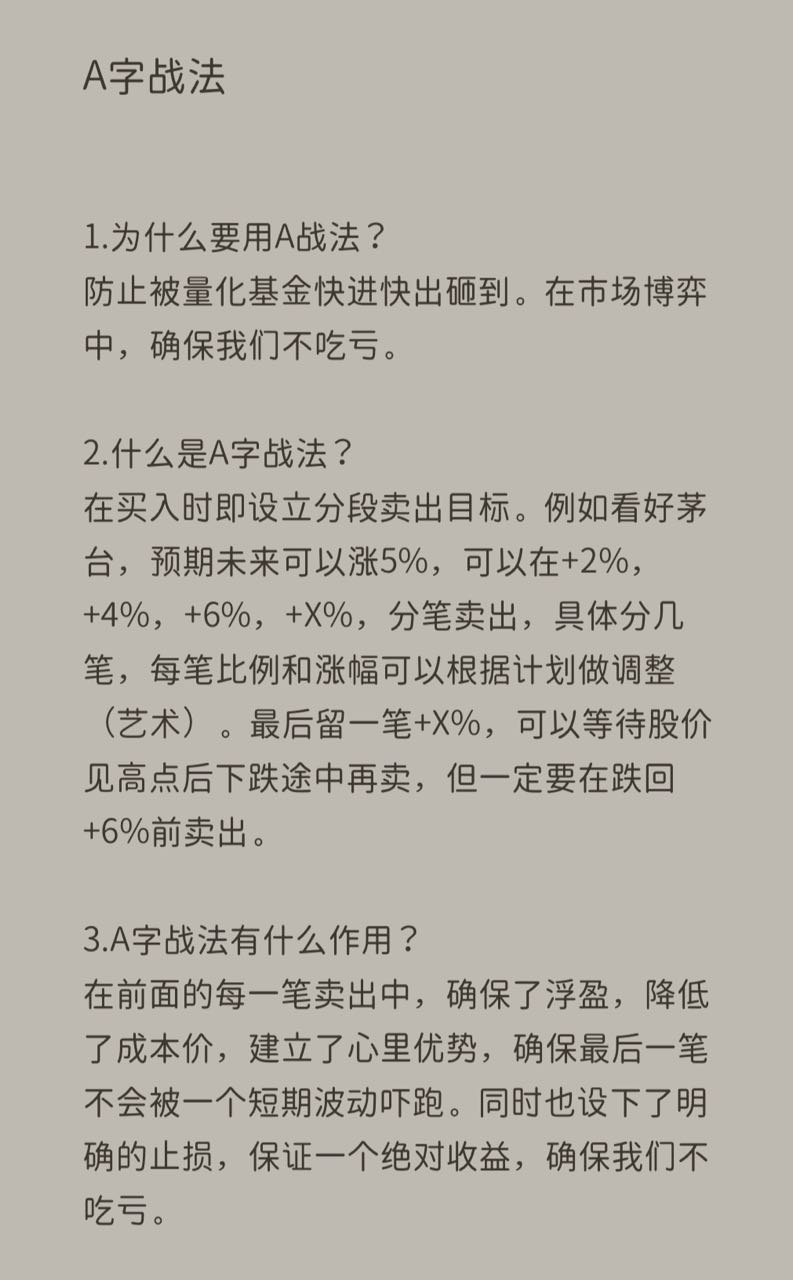 A字战法
1.为什么要用A战法？
防止被量化基金快进快出砸到。在市场博弈
中，确保我们不吃亏。
2.什么是A字战法？
在买入时即设立分段卖出目标。例如看好茅
台，预期未来可以涨5%，可以在+2%，
+4%，+6%，+X%，分笔卖出，具体分几
笔，每笔比例和涨幅可以根据计划做调整
（艺术）。最后留一笔+X%，可以等待股价
见高点后下跌途中再卖，但一定要在跌回
+6%前卖出。
3.A字战法有什么作用？
在前面的每一笔卖出中，确保了浮盈，降低
了成本价，建立了心里优势，确保最后一笔
不会被一个短期波动吓跑。同时也设下了明
确的止损，保证一个绝对收益，确保我们不
吃亏。